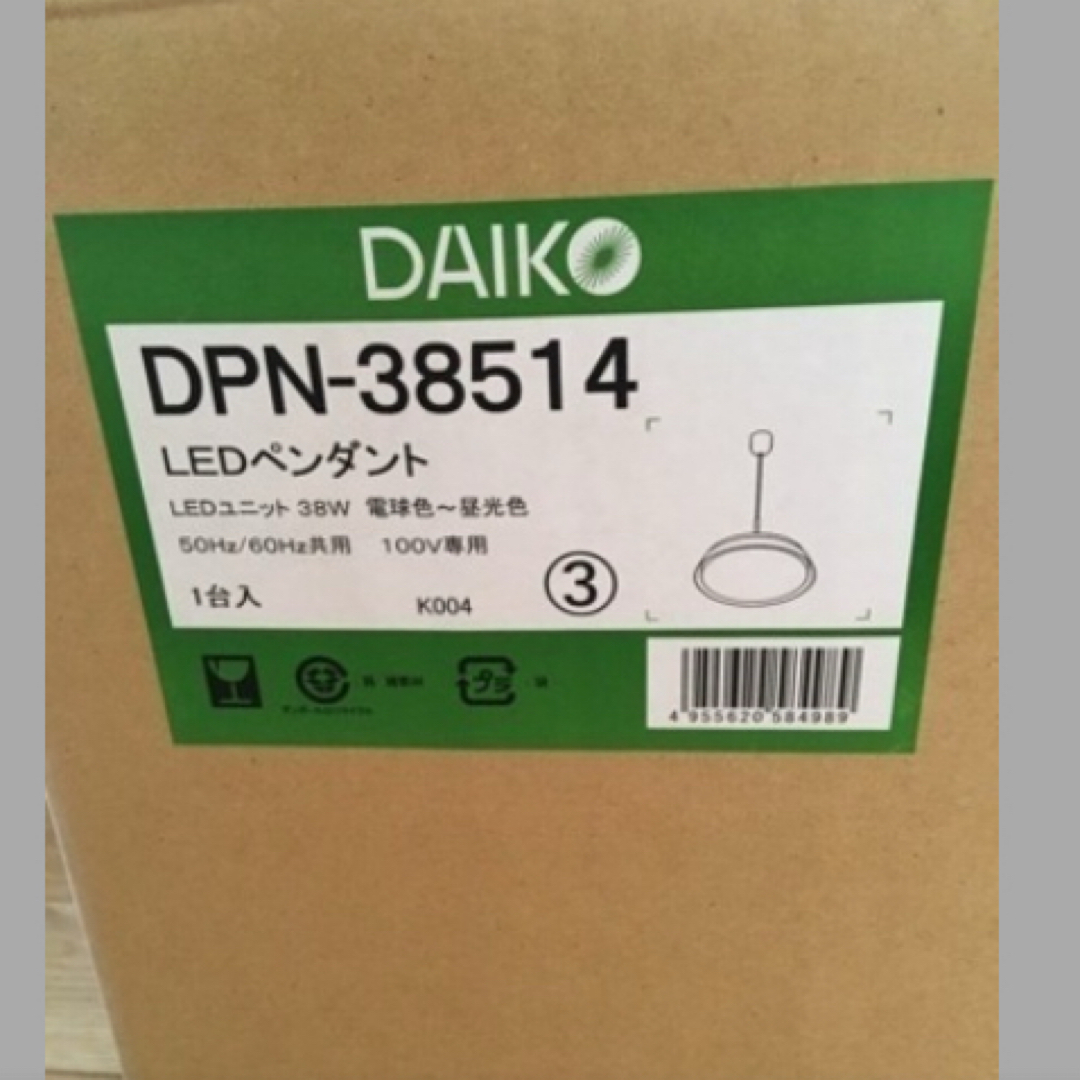 DAIKO
DPN-38514
LEDペンダント
LEDユニット 38W 電球色～昼光色
50Hz/60Hz共用 100V専用
1台入 K004 ③
プラ
4 955620 584989